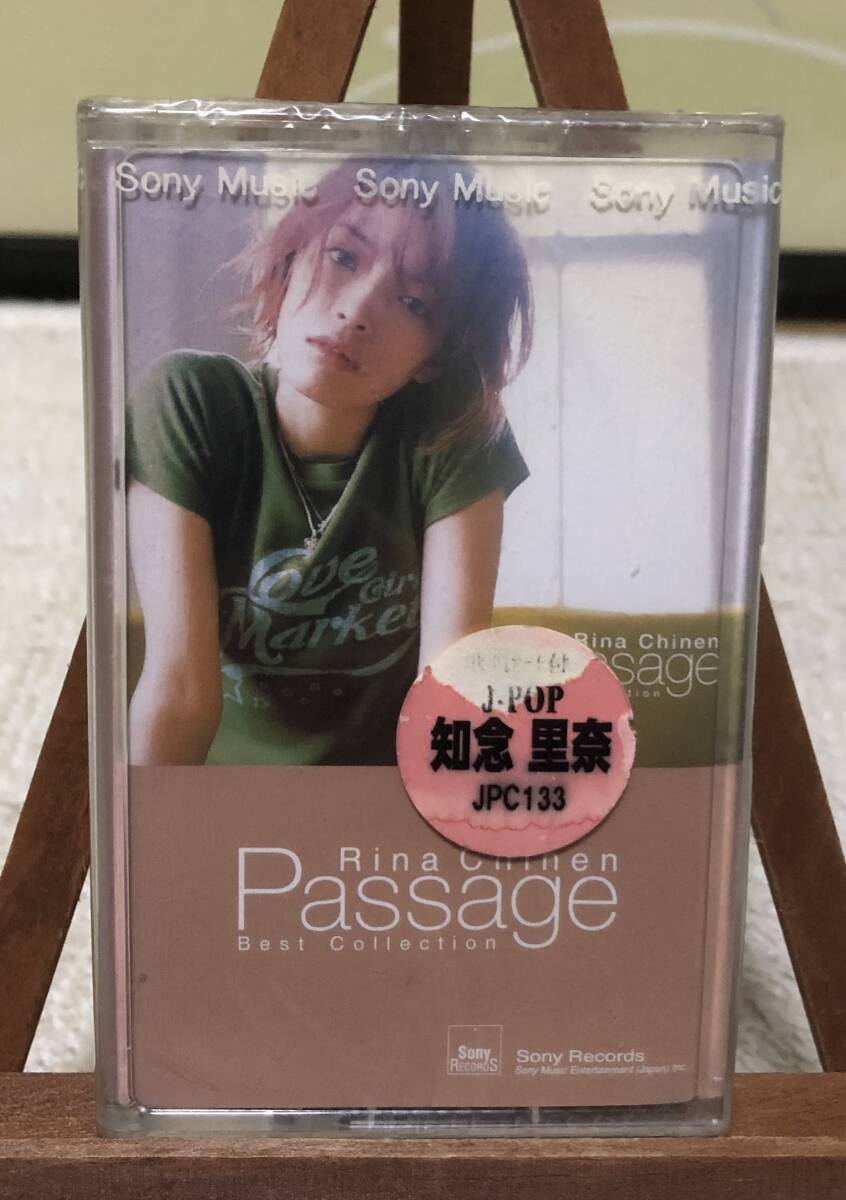 Sony Music Sony Music Sony Music
Love Girl
Market
Rina Chinen
J-POP
知念 里奈
JPC133
Rina Chinen
Passage
Best Collection
Sony
RECORDS
Sony Records
Sony Music Entertainment (Japan) Inc